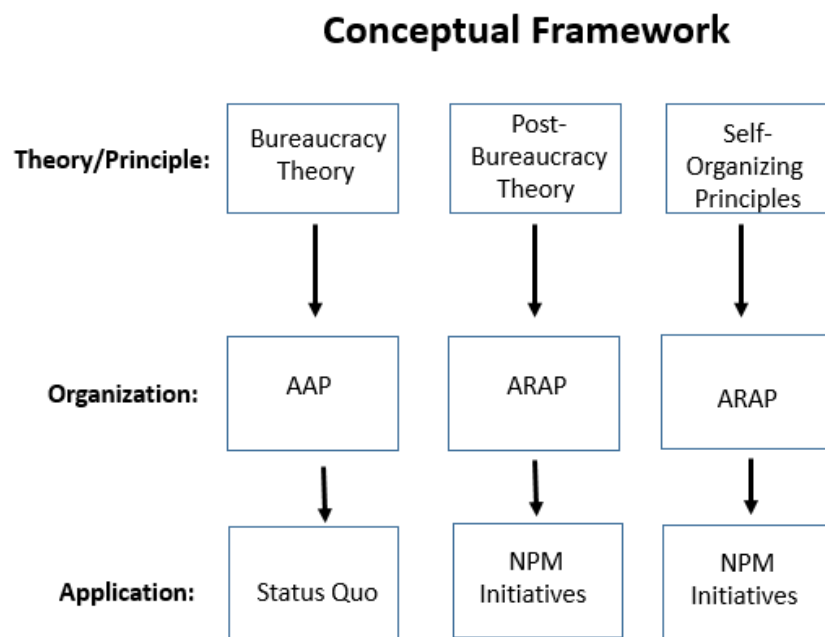 Conceptual Framework
Theory/Principle:
Bureaucracy
Theory
Post-
Bureaucracy
Theory
Self-
Organizing
Principles
Organization:
AAP
ARAP
ARAP
Application:
Status Quo
NPM
Initiatives
NPM
Initiatives